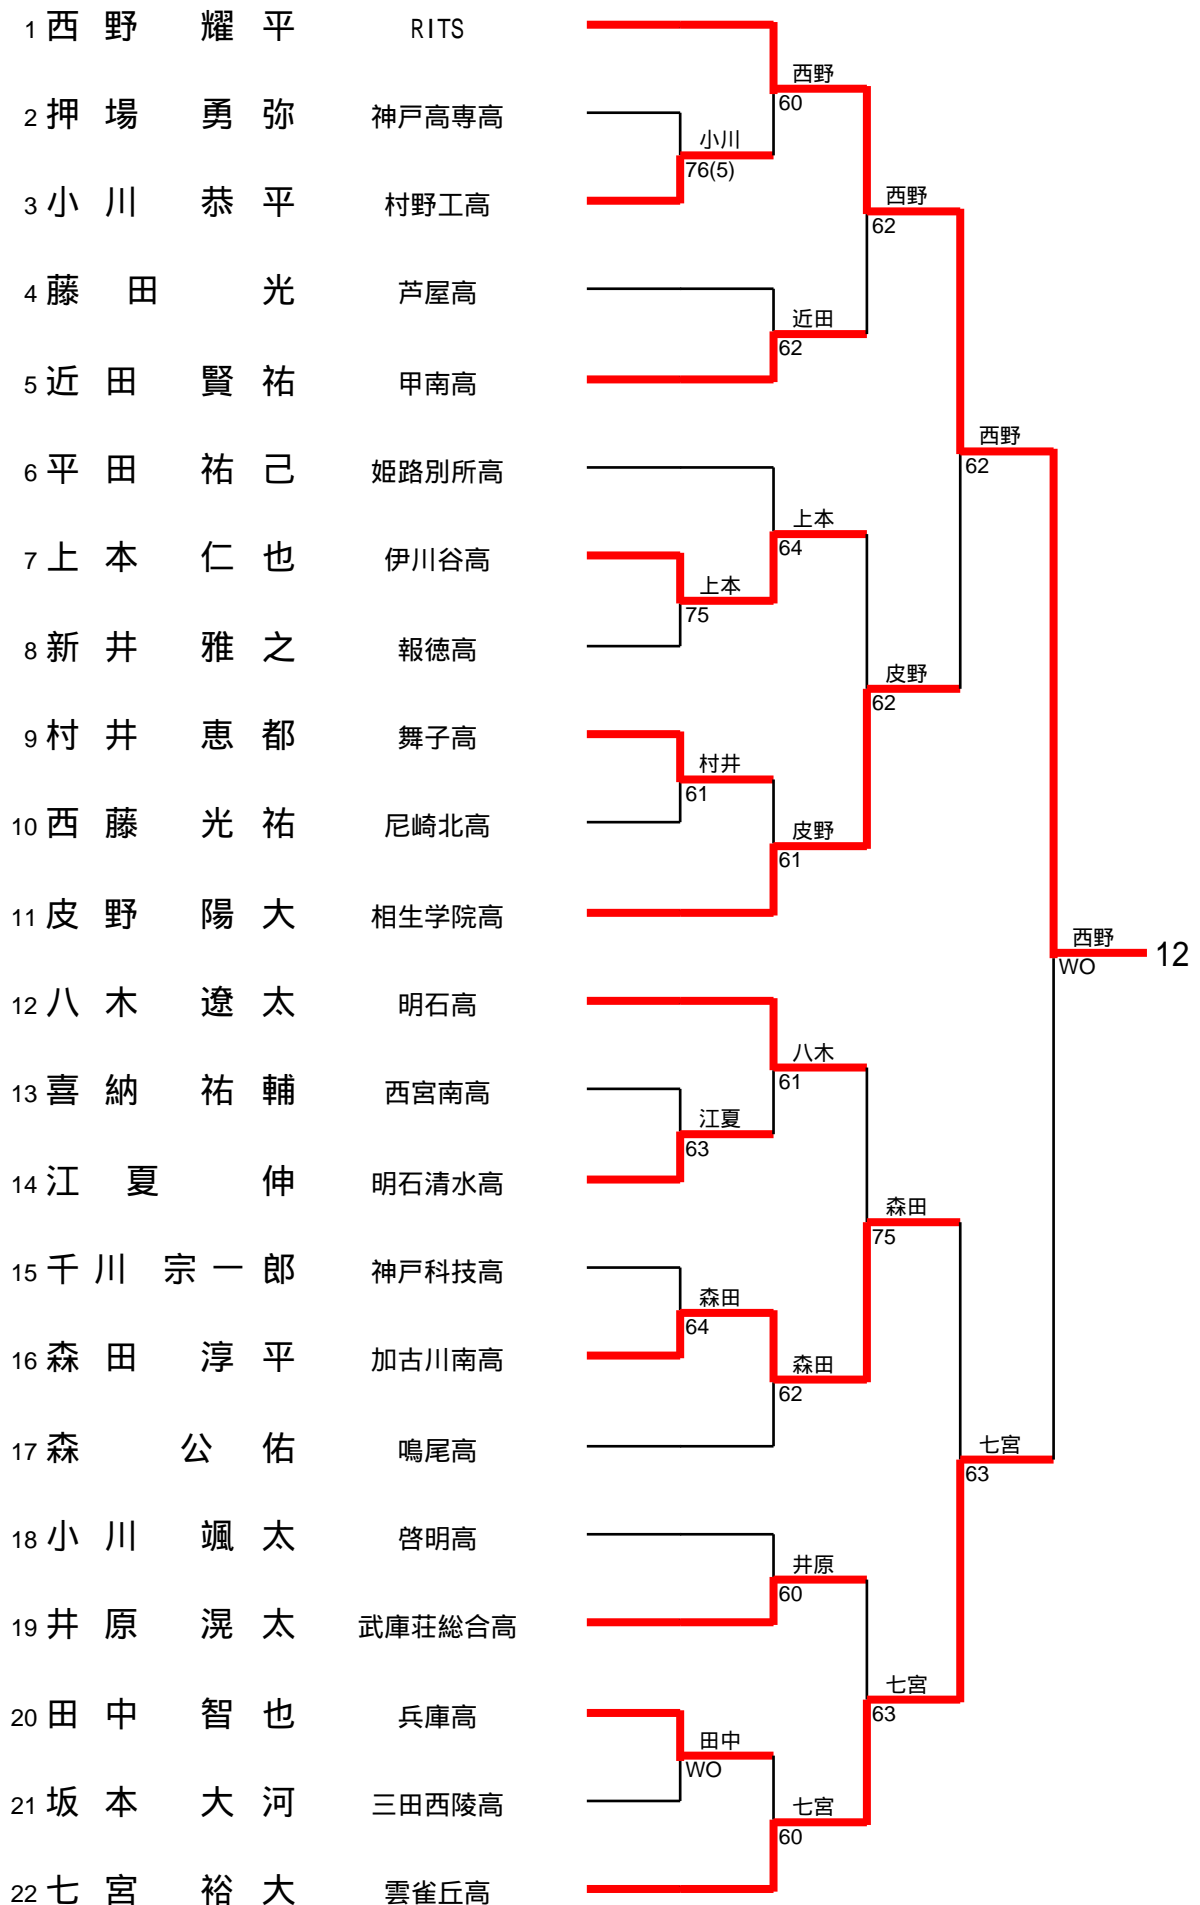 1 西野 耀平 RITS
2 押場 勇弥 神戸高専高
3 小川 恭平 村野工高
4 藤田 光 芦屋高
5 近田 賢祐 甲南高
6 平田 祐己 姫路別所高
7 上本 仁也 伊川谷高
8 新井 雅之 報徳高
9 村井 恵都 舞子高
10 西藤 光祐 尼崎北高
11 皮野 陽大 相生学院高
12 八木 遼太 明石高
13 喜納 祐輔 西宮南高
14 江夏 伸 明石清水高
15 千川 宗一郎 神戸科技高
16 森田 淳平 加古川南高
17 森 公佑 鳴尾高
18 小川 颯太 啓明高
19 井原 滉太 武庫荘総合高
20 田中 智也 兵庫高
21 坂本 大河 三田西陵高
22 七宮 裕大 雲雀丘高
小川
76(5)
上本
75
村井
61
江夏
63
森田
64
田中
WO
西野
60
近田
62
上本
64
皮野
61
八木
61
森田
62
井原
60
七宮
60
西野
62
皮野
62
森田
75
七宮
63
西野
62
七宮
63
西野
WO
12